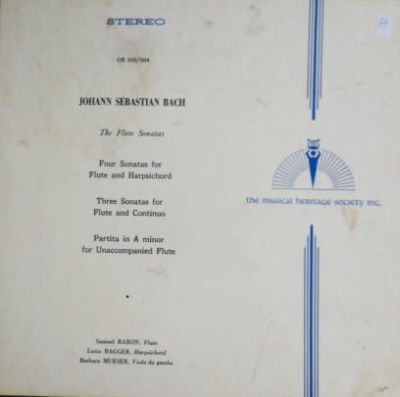 STEREO
OR 303/304
JOHANN SEBASTIAN BACH
The Flute Sonatas
Four Sonatas for
Flute and Harpsichord
Three Sonatas for
Flute and Continuo
Partita in A minor
for Unaccompanied Flute
Samuel BARON, Flute
Louis BAGGER, Harpsichord
Barbara MUESER, Viola da gamba
the musical heritage society inc.